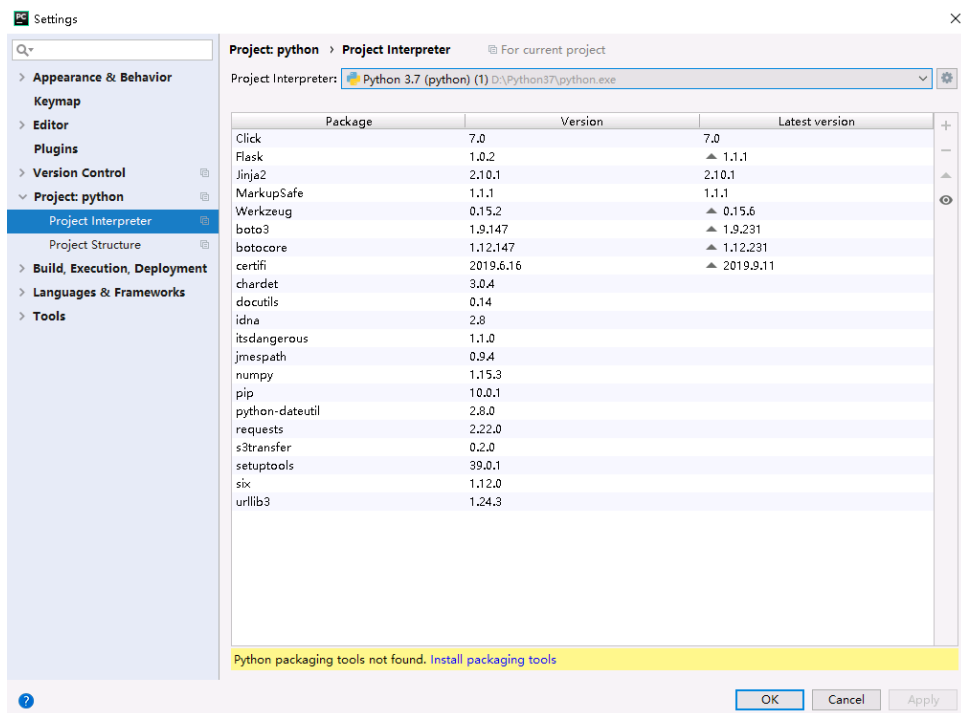 PC Settings
Project: python › Project Interpreter For current project
Appearance & Behavior
Keymap
Editor
Plugins
Version Control
Project: python
Project Interpreter
Project Structure
Build, Execution, Deployment
Languages & Frameworks
Tools
Project Interpreter: Python 3.7 (python) (1) D:\Python37\python.exe
Package Version Latest version
Click 7.0 7.0
Flask 1.0.2 1.1.1
Jinja2 2.10.1 2.10.1
MarkupSafe 1.1.1 1.1.1
Werkzeug 0.15.2 0.15.6
boto3 1.9.147 1.9.231
botocore 1.12.147 1.12.231
certifi 2019.6.16 2019.9.11
chardet 3.0.4
docutils 0.14
idna 2.8
itsdangerous 1.1.0
jmespath 0.9.4
numpy 1.15.3
pip 10.0.1
python-dateutil 2.8.0
requests 2.22.0
s3transfer 0.2.0
setuptools 39.0.1
six 1.12.0
urllib3 1.24.3
Python packaging tools not found. Install packaging tools
? OK Cancel Apply